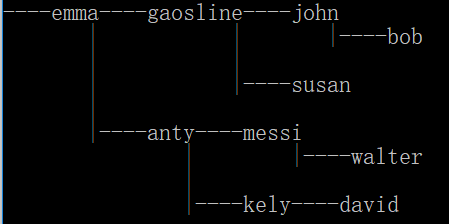 ----emma----gaosline----john
|----bob
|----susan
|----anty----messi
|----walter
|----kely----david